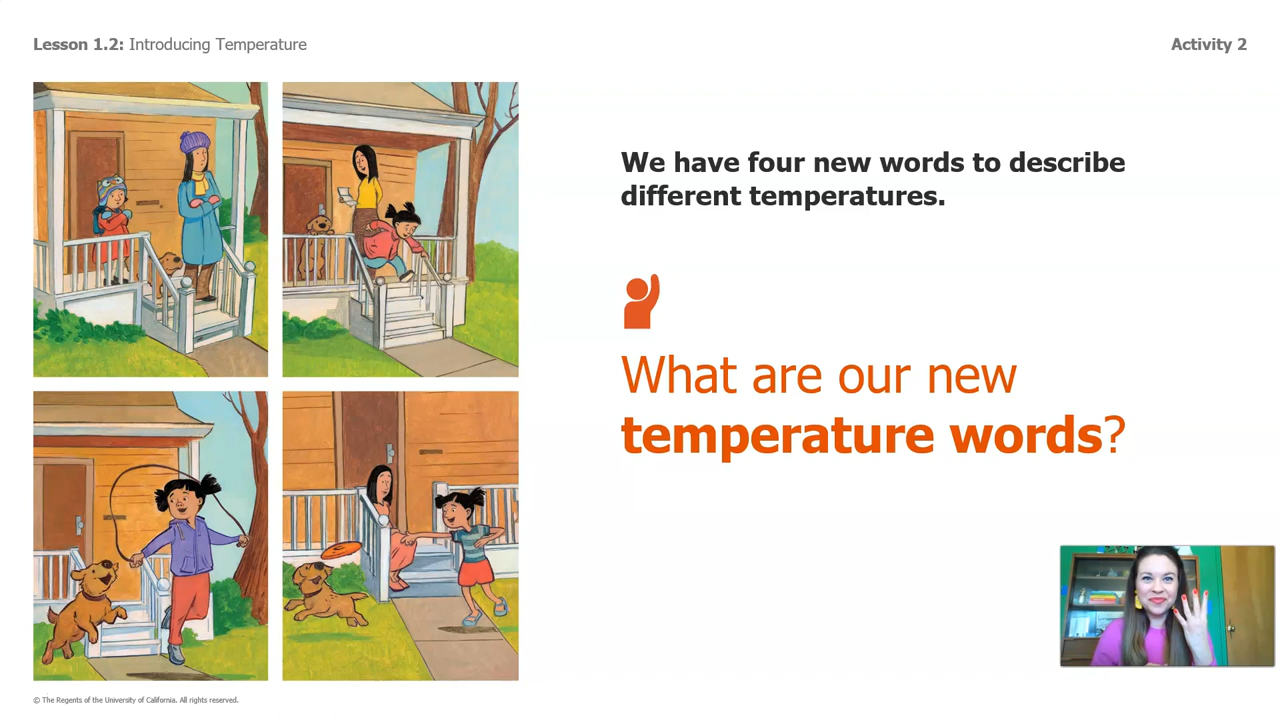 Lesson 1.2: Introducing Temperature
Activity 2
We have four new words to describe
different temperatures.
What are our new
temperature words?
© The Regents of the University of California. All rights reserved.